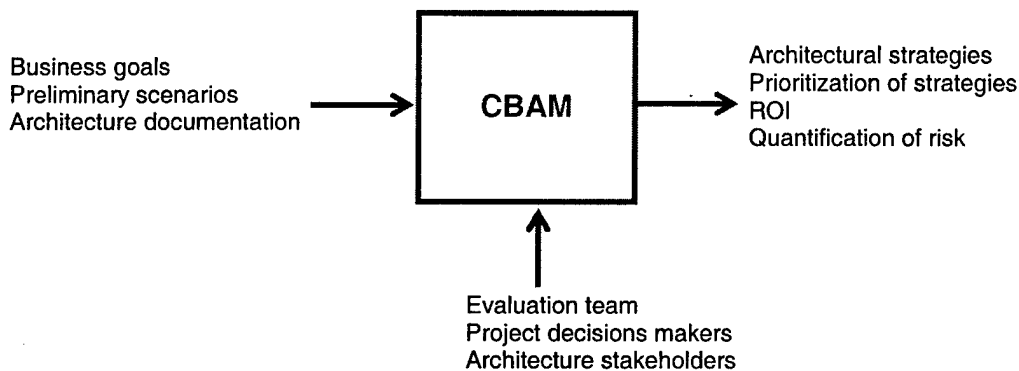 Business goals
Preliminary scenarios
Architecture documentation
CBAM
Architectural strategies
Prioritization of strategies
ROI
Quantification of risk
Evaluation team
Project decisions makers
Architecture stakeholders